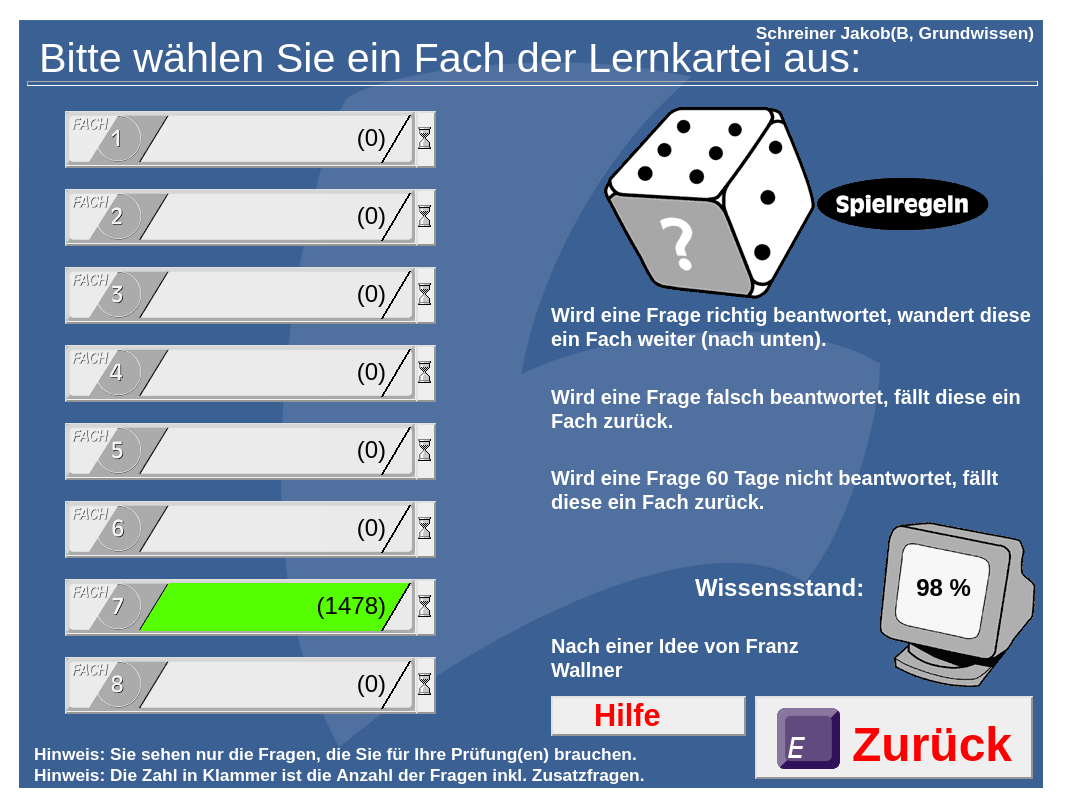 Schreiner Jakob(B, Grundwissen)
Bitte wählen Sie ein Fach der Lernkartei aus:
FACH 1 (0)
FACH 2 (0)
FACH 3 (0)
FACH 4 (0)
FACH 5 (0)
FACH 6 (0)
FACH 7 (1478)
FACH 8 (0)
?
Spielregeln
Wird eine Frage richtig beantwortet, wandert diese
ein Fach weiter (nach unten).
Wird eine Frage falsch beantwortet, fällt diese ein
Fach zurück.
Wird eine Frage 60 Tage nicht beantwortet, fällt
diese ein Fach zurück.
Wissensstand: 98 %
Nach einer Idee von Franz
Wallner
Hilfe
E Zurück
Hinweis: Sie sehen nur die Fragen, die Sie für Ihre Prüfung(en) brauchen.
Hinweis: Die Zahl in Klammer ist die Anzahl der Fragen inkl. Zusatzfragen.